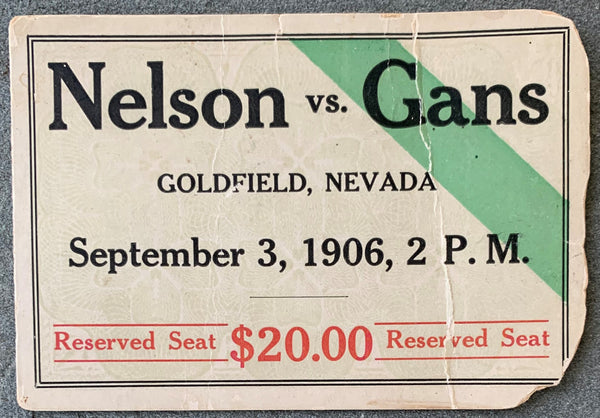 Nelson vs. Gans
GOLDFIELD, NEVADA
September 3, 1906, 2 P. M.
Reserved Seat $20.00 Reserved Seat